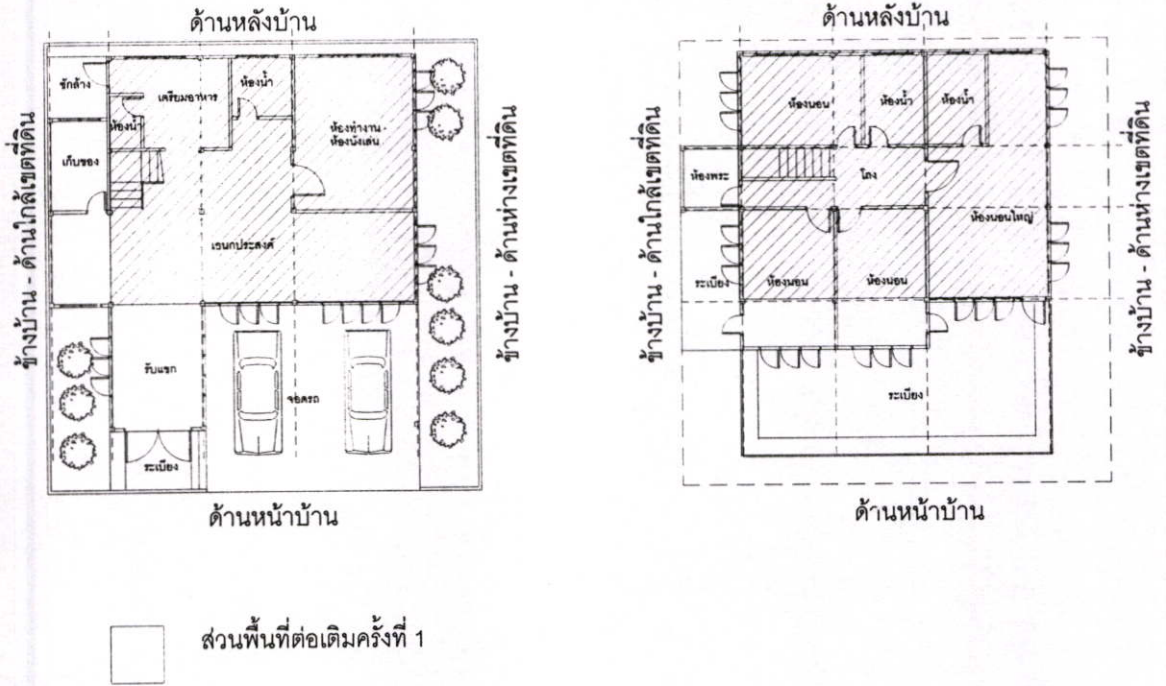 ด้านหลังบ้าน
ข้างบ้าน - ด้านใกล้เขตที่ดิน
ซักล้าง
เตรียมอาหาร
ห้องน้ำ
ห้องน้ำ
เก็บของ
ห้องทำงาน -
ห้องนั่งเล่น
เอนกประสงค์
รับแขก
จอดรถ
ระเบียง
ข้างบ้าน - ด้านห่างเขตที่ดิน
ด้านหน้าบ้าน
ด้านหลังบ้าน
ข้างบ้าน - ด้านใกล้เขตที่ดิน
ห้องนอน
ห้องน้ำ
ห้องน้ำ
ห้องพระ
โถง
ห้องนอนใหญ่
ระเบียง
ห้องนอน
ห้องนอน
ระเบียง
ข้างบ้าน - ด้านห่างเขตที่ดิน
ด้านหน้าบ้าน
ส่วนพื้นที่ต่อเติมครั้งที่ 1